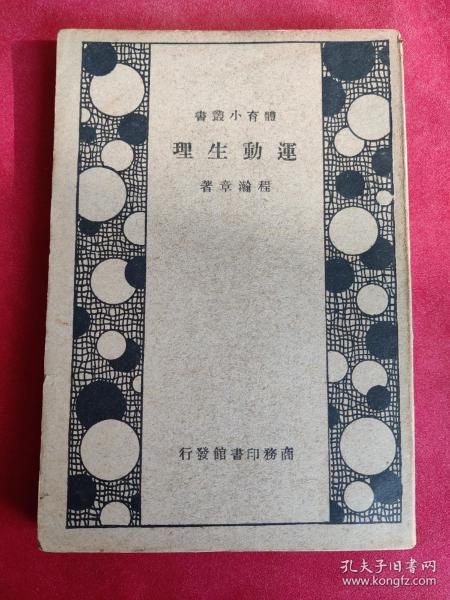 體育小叢書
運動生理
程瀚章著
商務印書館發行
孔夫子旧书网
www.kongfz.com